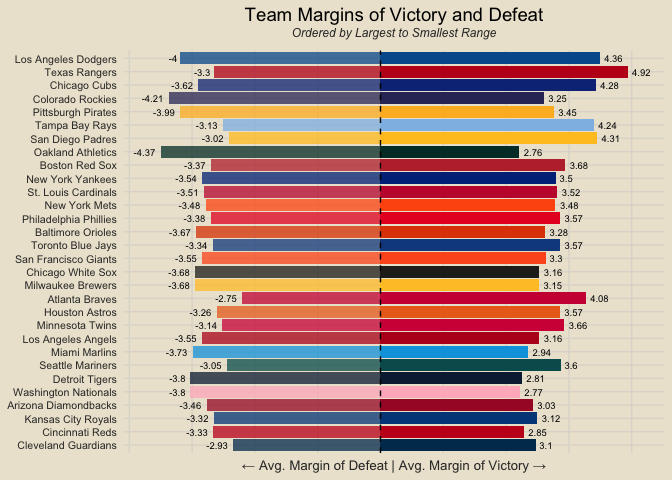 Team Margins of Victory and Defeat
Ordered by Largest to Smallest Range
Los Angeles Dodgers -4 4.36
Texas Rangers -3.3 4.92
Chicago Cubs -3.62 4.28
Colorado Rockies -4.21 3.25
Pittsburgh Pirates -3.99 3.45
Tampa Bay Rays -3.13 4.24
San Diego Padres -3.02 4.31
Oakland Athletics -4.37 2.76
Boston Red Sox -3.37 3.68
New York Yankees -3.54 3.5
St. Louis Cardinals -3.51 3.52
New York Mets -3.48 3.48
Philadelphia Phillies -3.38 3.57
Baltimore Orioles -3.67 3.28
Toronto Blue Jays -3.34 3.57
San Francisco Giants -3.55 3.3
Chicago White Sox -3.68 3.16
Milwaukee Brewers -3.68 3.15
Atlanta Braves -2.75 4.08
Houston Astros -3.26 3.57
Minnesota Twins -3.14 3.66
Los Angeles Angels -3.55 3.16
Miami Marlins -3.73 2.94
Seattle Mariners -3.05 3.6
Detroit Tigers -3.8 2.81
Washington Nationals -3.8 2.77
Arizona Diamondbacks -3.46 3.03
Kansas City Royals -3.32 3.12
Cincinnati Reds -3.33 2.85
Cleveland Guardians -2.93 3.1
← Avg. Margin of Defeat | Avg. Margin of Victory →